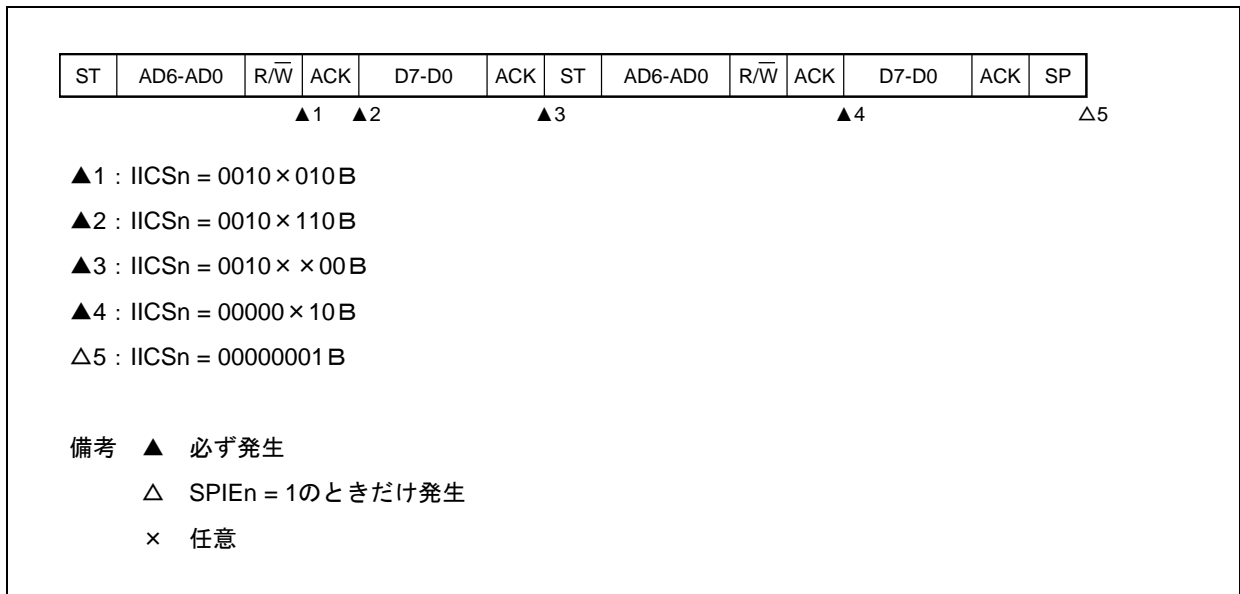 ST AD6-AD0 R/W̅ ACK D7-D0 ACK ST AD6-AD0 R/W̅ ACK D7-D0 ACK SP
▲1 ▲2 ▲3 ▲4 △5
▲1：IICSn = 0010×010B
▲2：IICSn = 0010×110B
▲3：IICSn = 0010××00B
▲4：IICSn = 00000×10B
△5：IICSn = 00000001B
備考 ▲ 必ず発生
△ SPIEn = 1のときだけ発生
× 任意